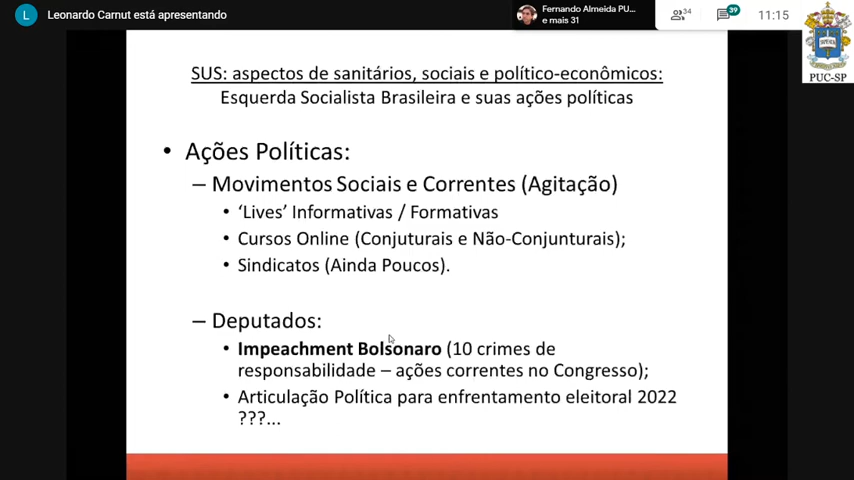 L Leonardo Carnut está apresentando
Fernando Almeida PU...
e mais 31
34
39
11:15
PUC-SP
SUS: aspectos de sanitários, sociais e político-econômicos:
Esquerda Socialista Brasileira e suas ações políticas
• Ações Políticas:
– Movimentos Sociais e Correntes (Agitação)
• ‘Lives’ Informativas / Formativas
• Cursos Online (Conjuturais e Não-Conjunturais);
• Sindicatos (Ainda Poucos).
– Deputados:
• Impeachment Bolsonaro (10 crimes de
responsabilidade – ações correntes no Congresso);
• Articulação Política para enfrentamento eleitoral 2022
???...